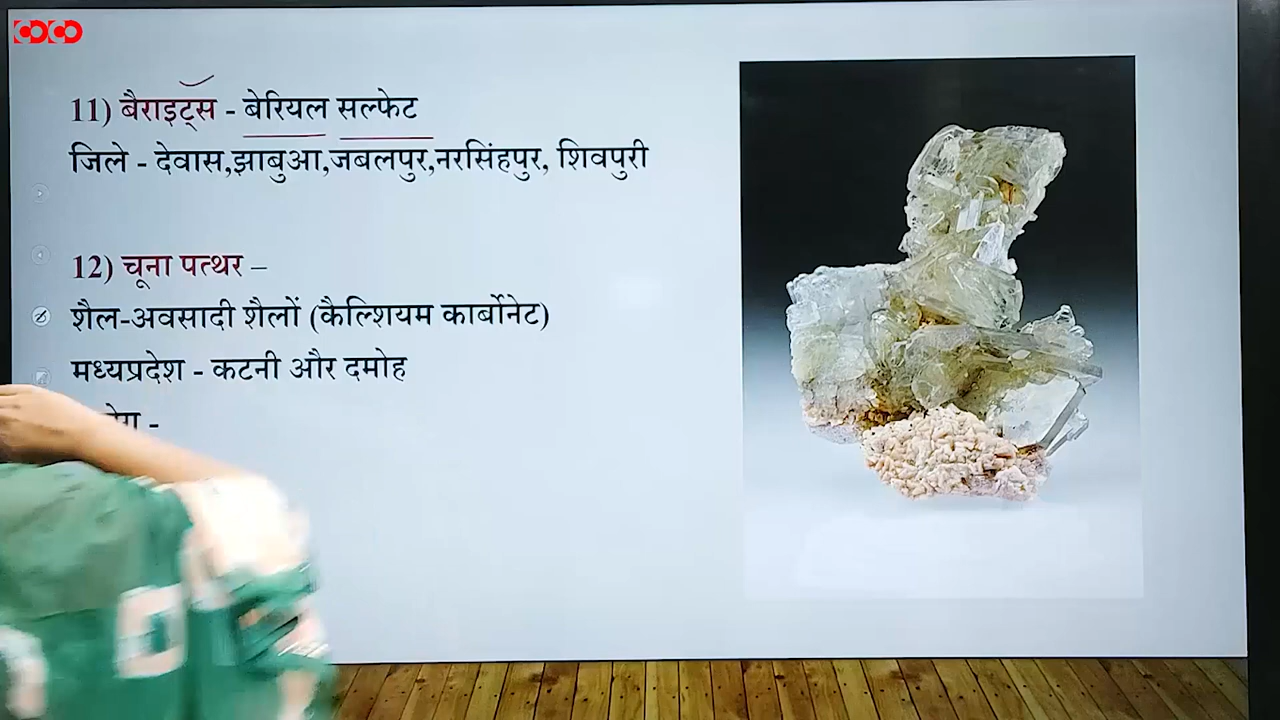 COCO
11) बैराइट्स - बेरियल सल्फेट
जिले - देवास,झाबुआ,जबलपुर,नरसिंहपुर, शिवपुरी
12) चूना पत्थर –
शैल-अवसादी शैलों (कैल्शियम कार्बोनेट)
मध्यप्रदेश - कटनी और दमोह